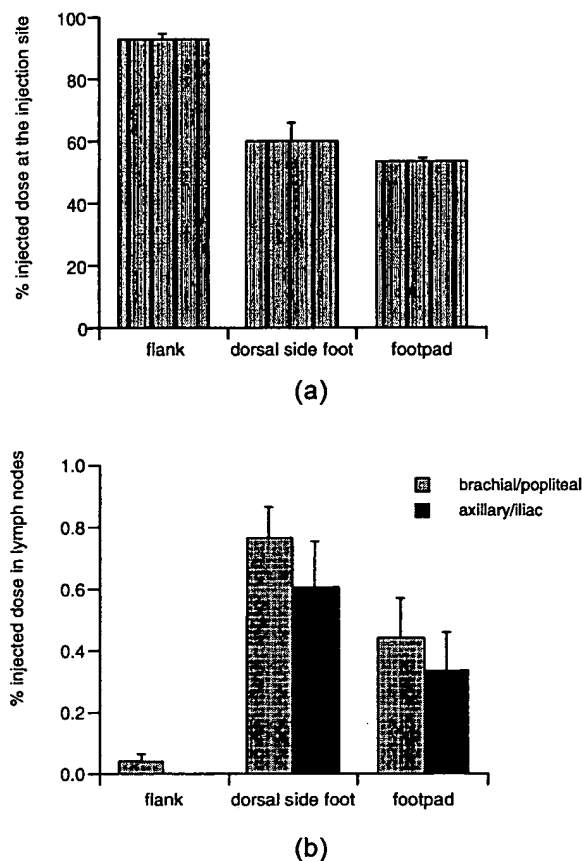 % injected dose at the injection site
100
80
60
40
20
0
flank
dorsal side foot
footpad
(a)
% injected dose in lymph nodes
1.0
0.8
0.6
0.4
0.2
0.0
brachial/popliteal
axillary/iliac
flank
dorsal side foot
footpad
(b)